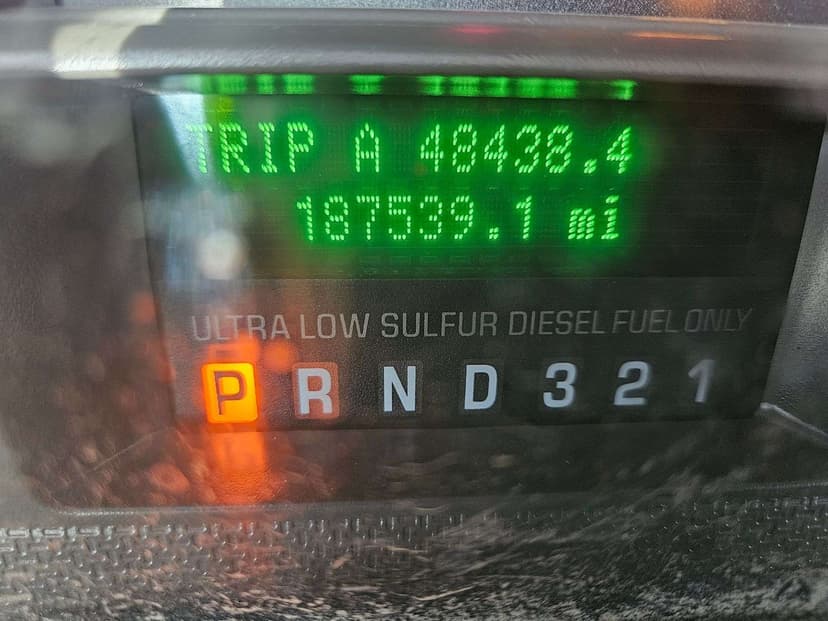 TRIP A 48438.4
187539.1 mi
ULTRA LOW SULFUR DIESEL FUEL ONLY
P R N D 3 2 1